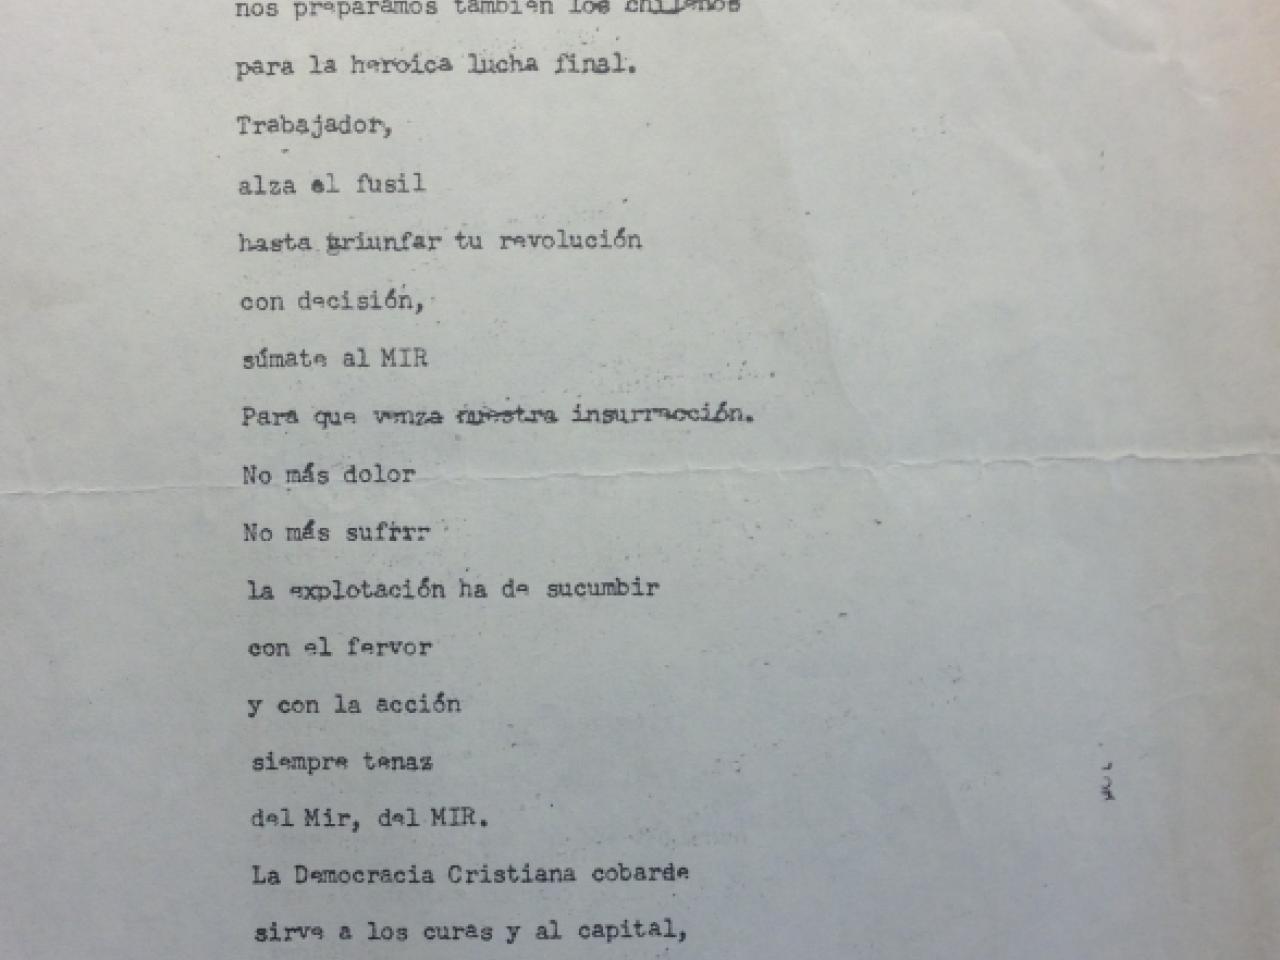 nos preparamos también los chilenos
para la heroica lucha final.
Trabajador,
alza el fusil
hasta triunfar tu revolución
con decisión,
súmate al MIR
Para que venza nuestra insurrección.
No más dolor
No más sufrir
la explotación ha de sucumbir
con el fervor
y con la acción
siempre tenaz
del Mir, del MIR.
La Democracia Cristiana cobarde
sirve a los curas y al capital,